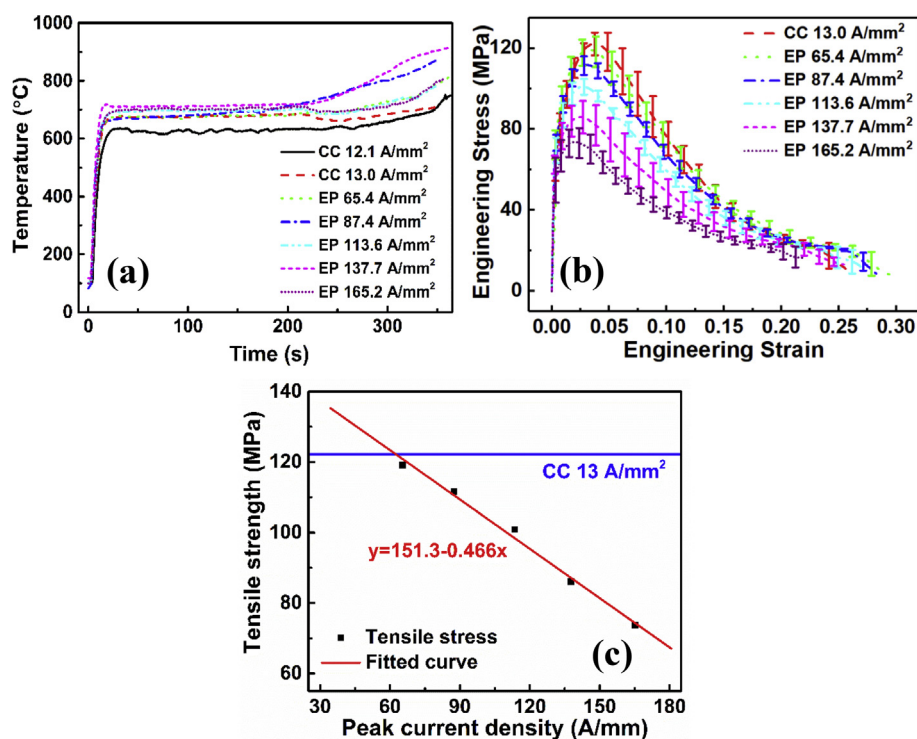 1000
800
600
400
200
0
Temperature (°C)
CC 12.1 A/mm²
CC 13.0 A/mm²
EP 65.4 A/mm²
EP 87.4 A/mm²
EP 113.6 A/mm²
EP 137.7 A/mm²
EP 165.2 A/mm²
(a)
0 100 200 300
Time (s)
120
80
40
0
Engineering Stress (MPa)
CC 13.0 A/mm²
EP 65.4 A/mm²
EP 87.4 A/mm²
EP 113.6 A/mm²
EP 137.7 A/mm²
EP 165.2 A/mm²
(b)
0.00 0.05 0.10 0.15 0.20 0.25 0.30
Engineering Strain
140
120
100
80
60
Tensile strength (MPa)
CC 13 A/mm²
y=151.3-0.466x
Tensile stress
Fitted curve
(c)
30 60 90 120 150 180
Peak current density (A/mm)